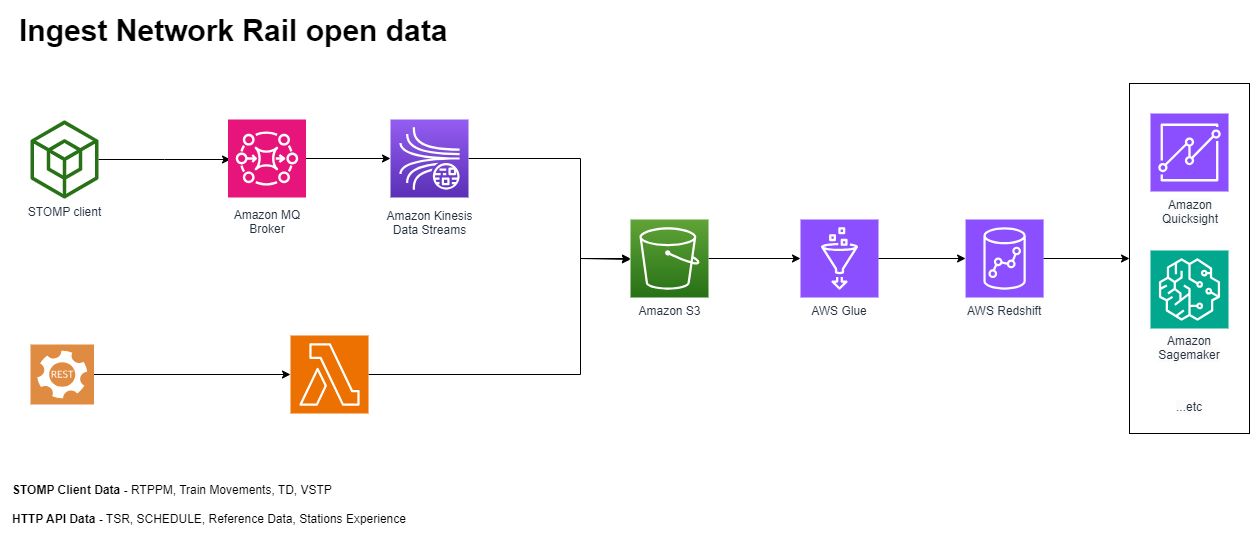 Ingest Network Rail open data
STOMP client
Amazon MQ
Broker
Amazon Kinesis
Data Streams
REST
Amazon S3
AWS Glue
AWS Redshift
Amazon
Quicksight
Amazon
Sagemaker
...etc
STOMP Client Data - RTPPM, Train Movements, TD, VSTP
HTTP API Data - TSR, SCHEDULE, Reference Data, Stations Experience